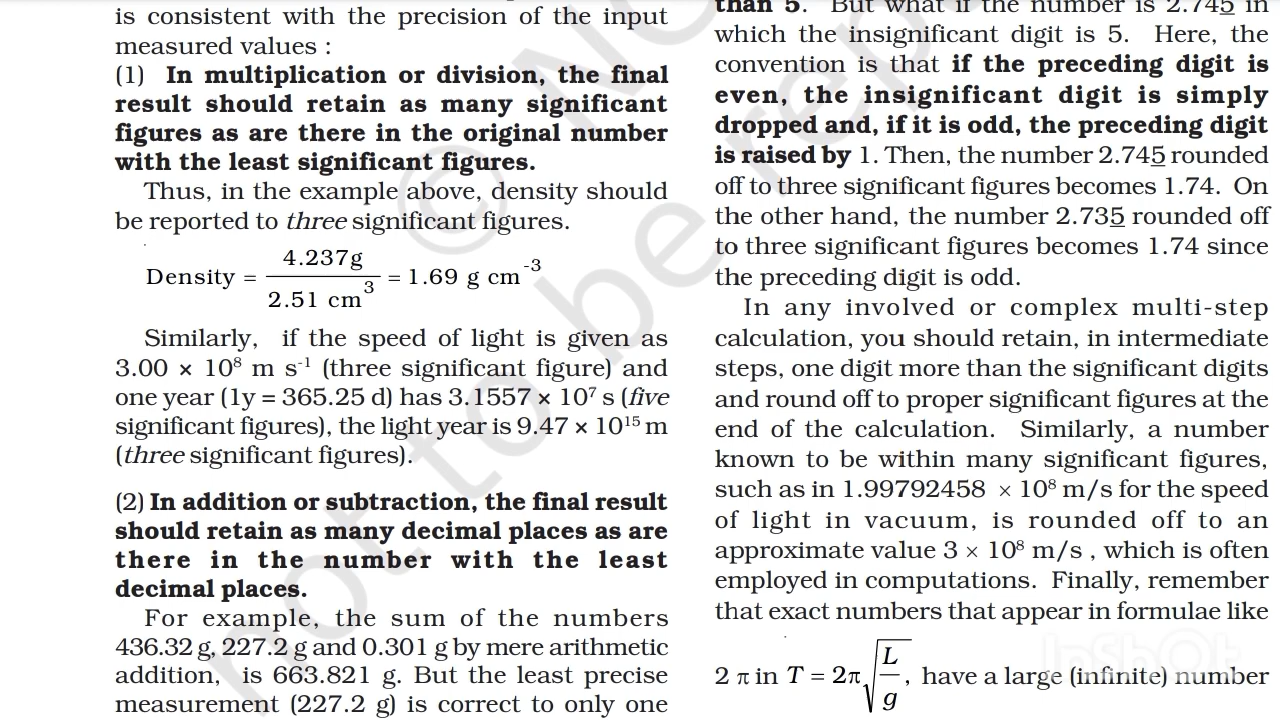 is consistent with the precision of the input
measured values :
(1) In multiplication or division, the final
result should retain as many significant
figures as are there in the original number
with the least significant figures.
Thus, in the example above, density should
be reported to three significant figures.
Density = 4.237g / 2.51 cm³ = 1.69 g cm⁻³
Similarly, if the speed of light is given as
3.00 × 10⁸ m s⁻¹ (three significant figure) and
one year (1y = 365.25 d) has 3.1557 × 10⁷ s (five
significant figures), the light year is 9.47 × 10¹⁵ m
(three significant figures).
(2) In addition or subtraction, the final result
should retain as many decimal places as are
there in the number with the least
decimal places.
For example, the sum of the numbers
436.32 g, 227.2 g and 0.301 g by mere arithmetic
addition, is 663.821 g. But the least precise
measurement (227.2 g) is correct to only one
than 5. But what if the number is 2.745 in
which the insignificant digit is 5. Here, the
convention is that if the preceding digit is
even, the insignificant digit is simply
dropped and, if it is odd, the preceding digit
is raised by 1. Then, the number 2.745 rounded
off to three significant figures becomes 1.74. On
the other hand, the number 2.735 rounded off
to three significant figures becomes 1.74 since
the preceding digit is odd.
In any involved or complex multi-step
calculation, you should retain, in intermediate
steps, one digit more than the significant digits
and round off to proper significant figures at the
end of the calculation. Similarly, a number
known to be within many significant figures,
such as in 1.99792458 × 10⁸ m/s for the speed
of light in vacuum, is rounded off to an
approximate value 3 × 10⁸ m/s , which is often
employed in computations. Finally, remember
that exact numbers that appear in formulae like
2 π in T = 2π√(L/g), have a large (infinite) number
© not to be rep
InShOt